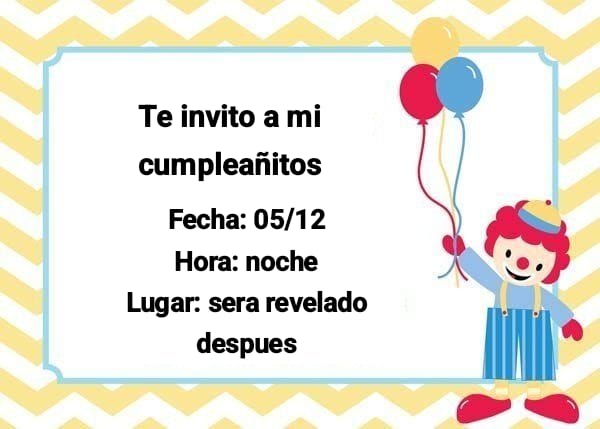 Te invito a mi
cumpleañitos
Fecha: 05/12
Hora: noche
Lugar: sera revelado
despues